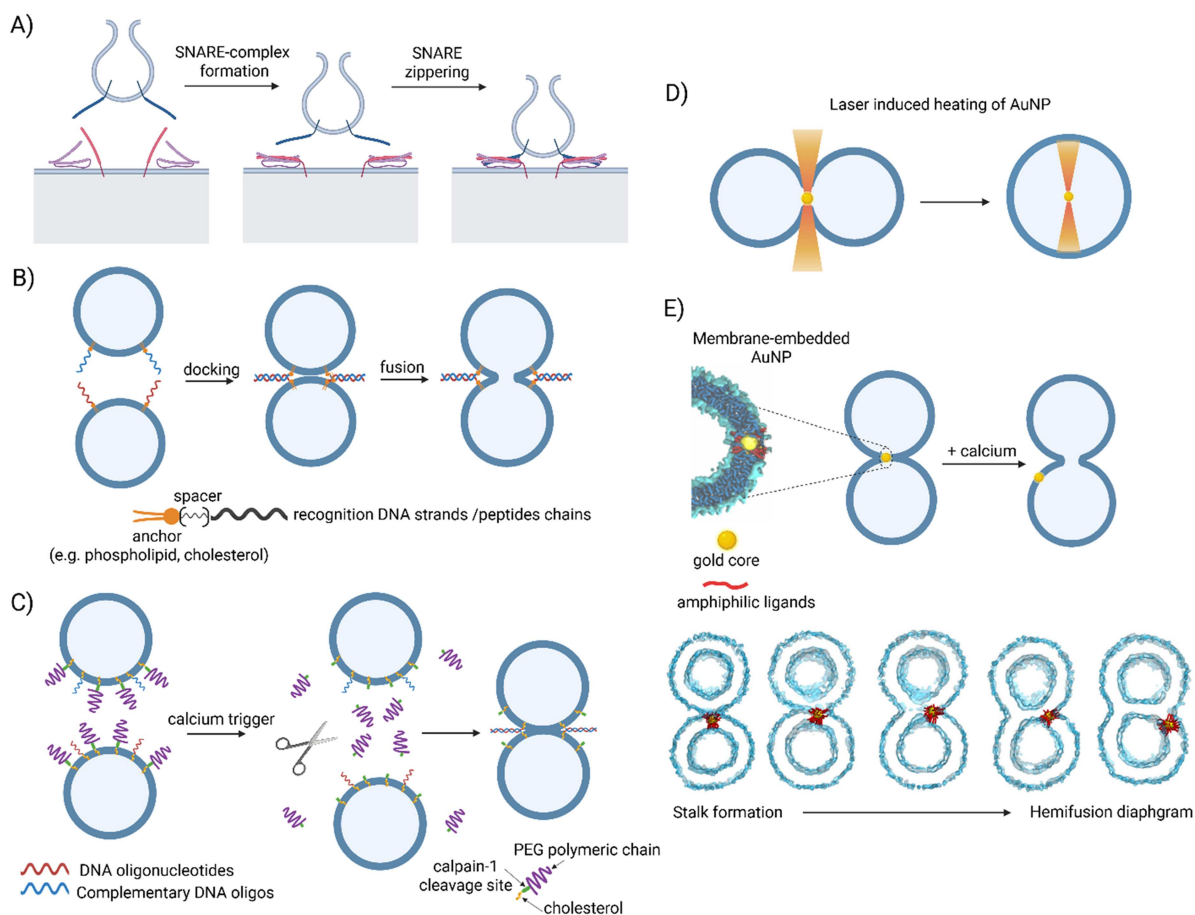 A)
SNARE-complex
formation
SNARE
zippering
B)
docking
fusion
spacer
recognition DNA strands /peptides chains
anchor
(e.g. phospholipid, cholesterol)
C)
calcium trigger
DNA oligonucleotides
Complementary DNA oligos
PEG polymeric chain
calpain-1
cleavage site
cholesterol
D)
Laser induced heating of AuNP
E)
Membrane-embedded
AuNP
+ calcium
gold core
amphiphilic ligands
Stalk formation
Hemifusion diaphgram